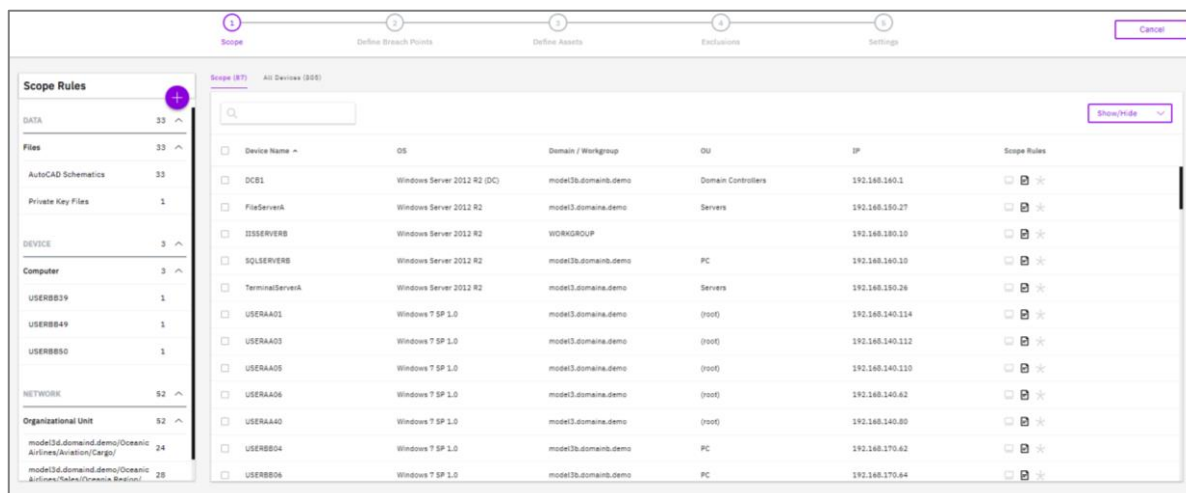 1 2 3 4 5
Scope Define Breach Points Define Assets Exclusions Settings
Cancel
Scope Rules
+
DATA 33
Files 33
AutoCAD Schematics 33
Private Key Files 1
DEVICE 3
Computer 3
USERBB39 1
USERBB49 1
USERBB50 1
NETWORK 52
Organizational Unit 52
model3d.domaind.demo/Oceanic 24
Airlines/Aviation/Cargo/
model3d.domaind.demo/Oceanic 28
Airlines/Sales/Oceania Region/
Scope (87) All Devices (305)
Show/Hide
Device Name OS Domain / Workgroup OU IP Scope Rules
DCB1 Windows Server 2012 R2 (DC) model3b.domainb.demo Domain Controllers 192.168.160.1
FileServerA Windows Server 2012 R2 model3.domaina.demo Servers 192.168.150.27
IISSERVERB Windows Server 2012 R2 WORKGROUP 192.168.180.10
SQLSERVERB Windows Server 2012 R2 model3b.domainb.demo PC 192.168.160.10
TerminalServerA Windows Server 2012 R2 model3.domaina.demo Servers 192.168.150.26
USERAA01 Windows 7 SP 1.0 model3.domaina.demo (root) 192.168.140.114
USERAA03 Windows 7 SP 1.0 model3.domaina.demo (root) 192.168.140.112
USERAA05 Windows 7 SP 1.0 model3.domaina.demo (root) 192.168.140.110
USERAA06 Windows 7 SP 1.0 model3.domaina.demo (root) 192.168.140.62
USERAA40 Windows 7 SP 1.0 model3.domaina.demo (root) 192.168.140.80
USERBB04 Windows 7 SP 1.0 model3b.domainb.demo PC 192.168.170.62
USERBB06 Windows 7 SP 1.0 model3b.domainb.demo PC 192.168.170.64